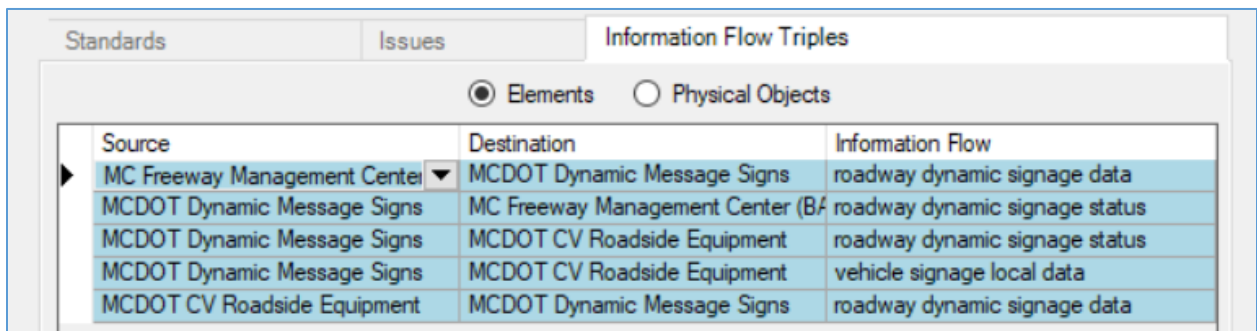 Standards Issues Information Flow Triples
Elements Physical Objects
Source Destination Information Flow
MC Freeway Management Center MCDOT Dynamic Message Signs roadway dynamic signage data
MCDOT Dynamic Message Signs MC Freeway Management Center (BA roadway dynamic signage status
MCDOT Dynamic Message Signs MCDOT CV Roadside Equipment roadway dynamic signage status
MCDOT Dynamic Message Signs MCDOT CV Roadside Equipment vehicle signage local data
MCDOT CV Roadside Equipment MCDOT Dynamic Message Signs roadway dynamic signage data